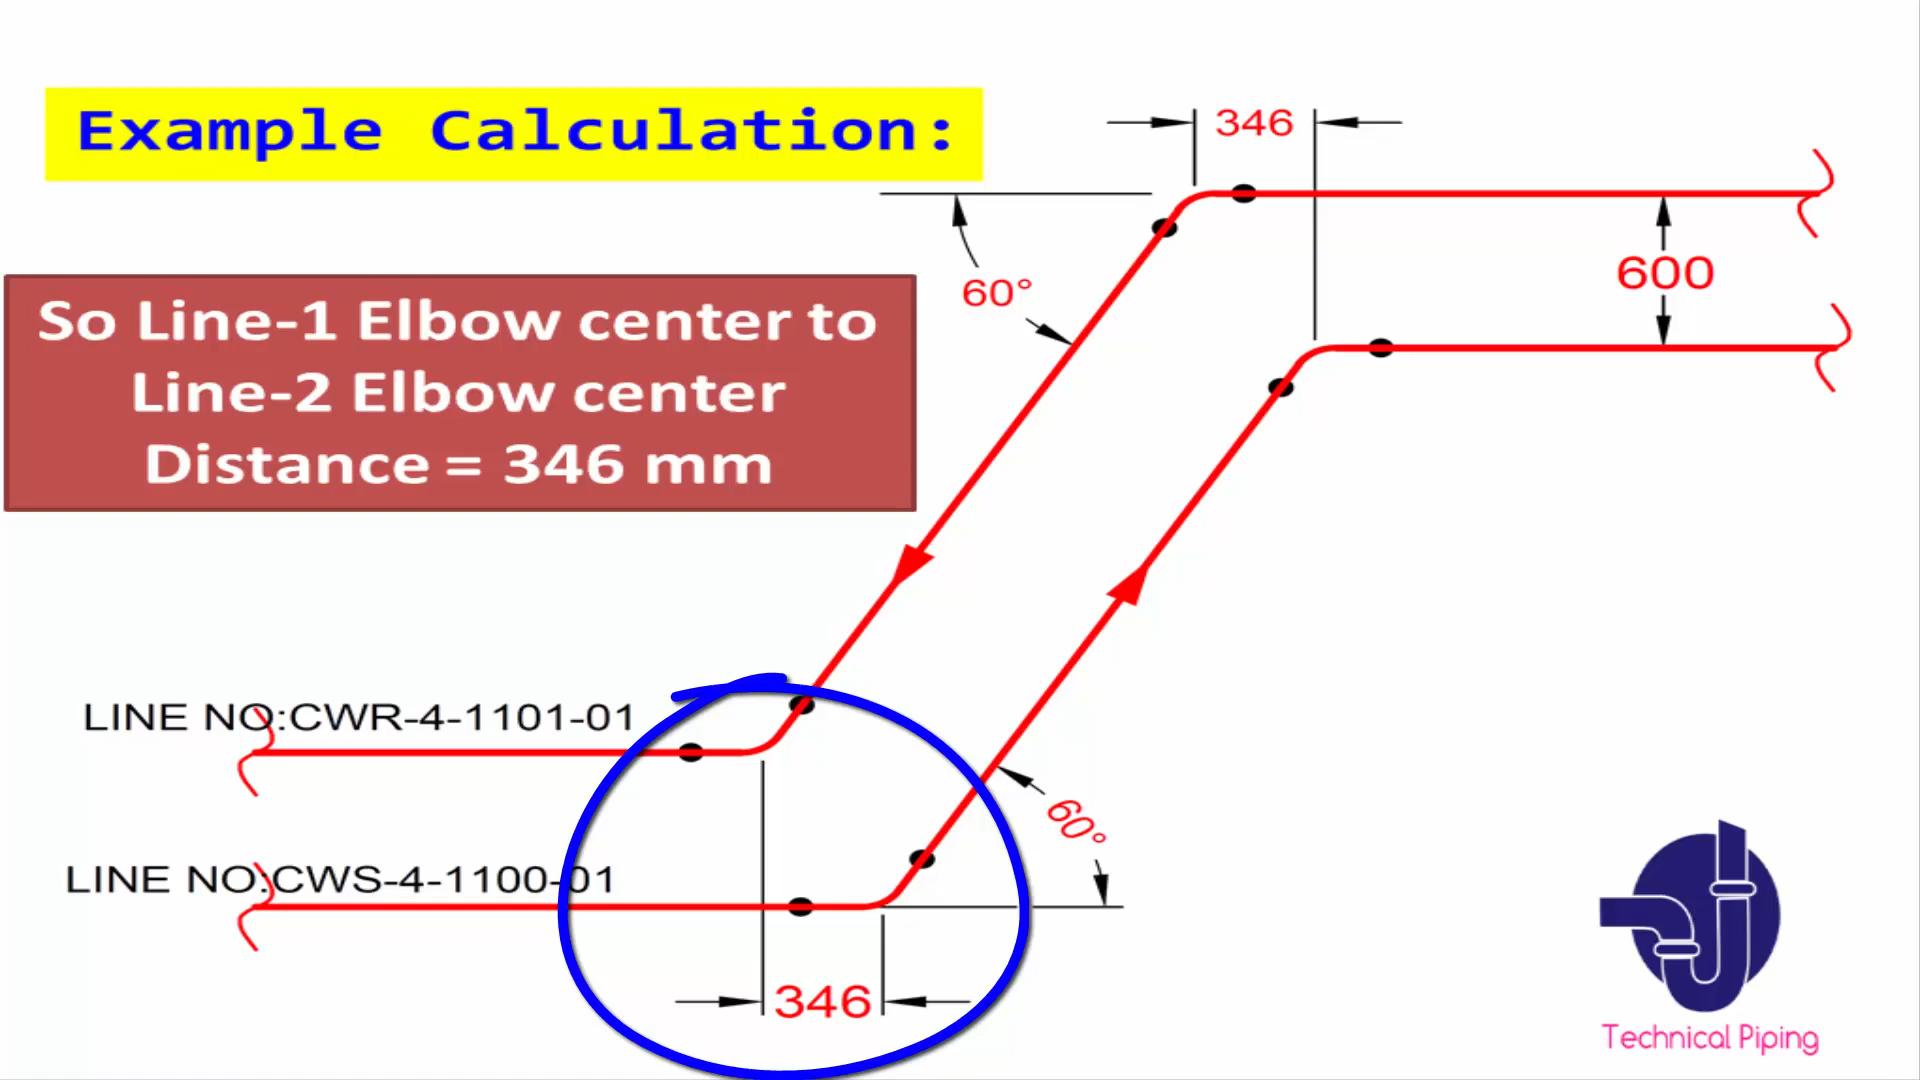 Example Calculation:
346
60°
600
So Line-1 Elbow center to
Line-2 Elbow center
Distance = 346 mm
LINE NO:CWR-4-1101-01
60°
LINE NO:CWS-4-1100-01
346
Technical Piping